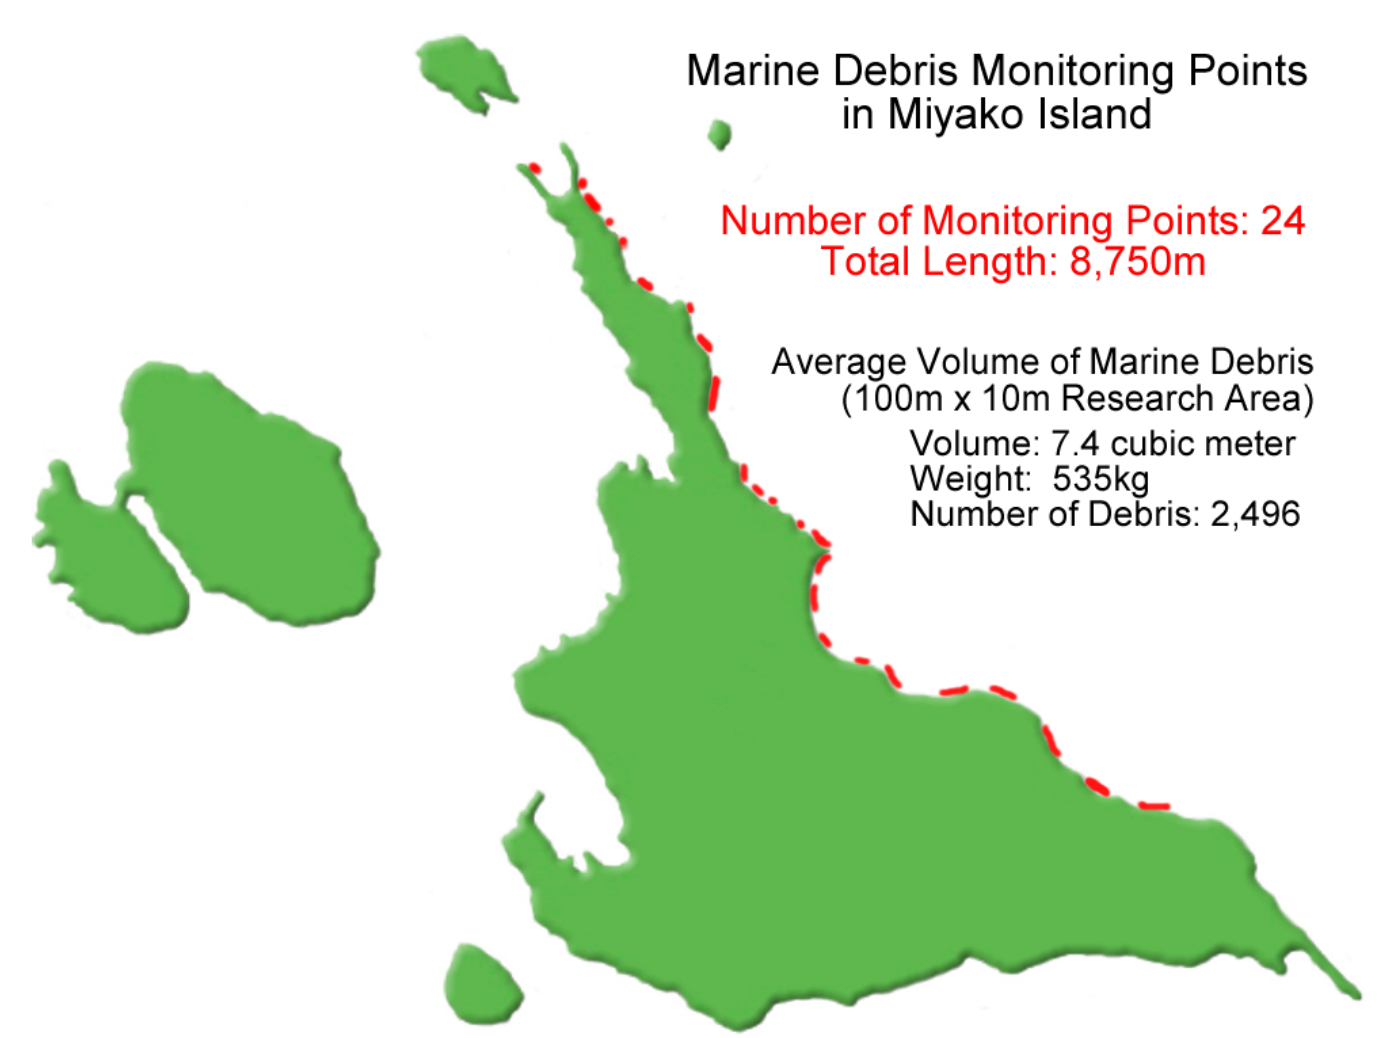 Marine Debris Monitoring Points
in Miyako Island
Number of Monitoring Points: 24
Total Length: 8,750m
Average Volume of Marine Debris
(100m x 10m Research Area)
Volume: 7.4 cubic meter
Weight: 535kg
Number of Debris: 2,496